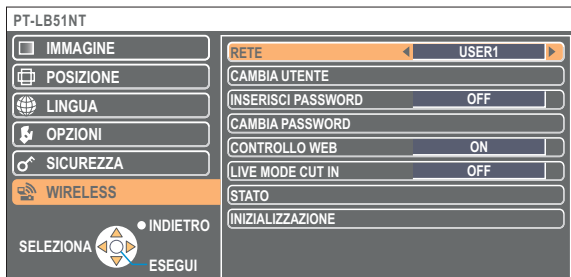 PT-LB51NT
IMMAGINE
POSIZIONE
LINGUA
OPZIONI
SICUREZZA
WIRELESS
INDIETRO
SELEZIONA
ESEGUI
RETE USER1
CAMBIA UTENTE
INSERISCI PASSWORD OFF
CAMBIA PASSWORD
CONTROLLO WEB ON
LIVE MODE CUT IN OFF
STATO
INIZIALIZZAZIONE